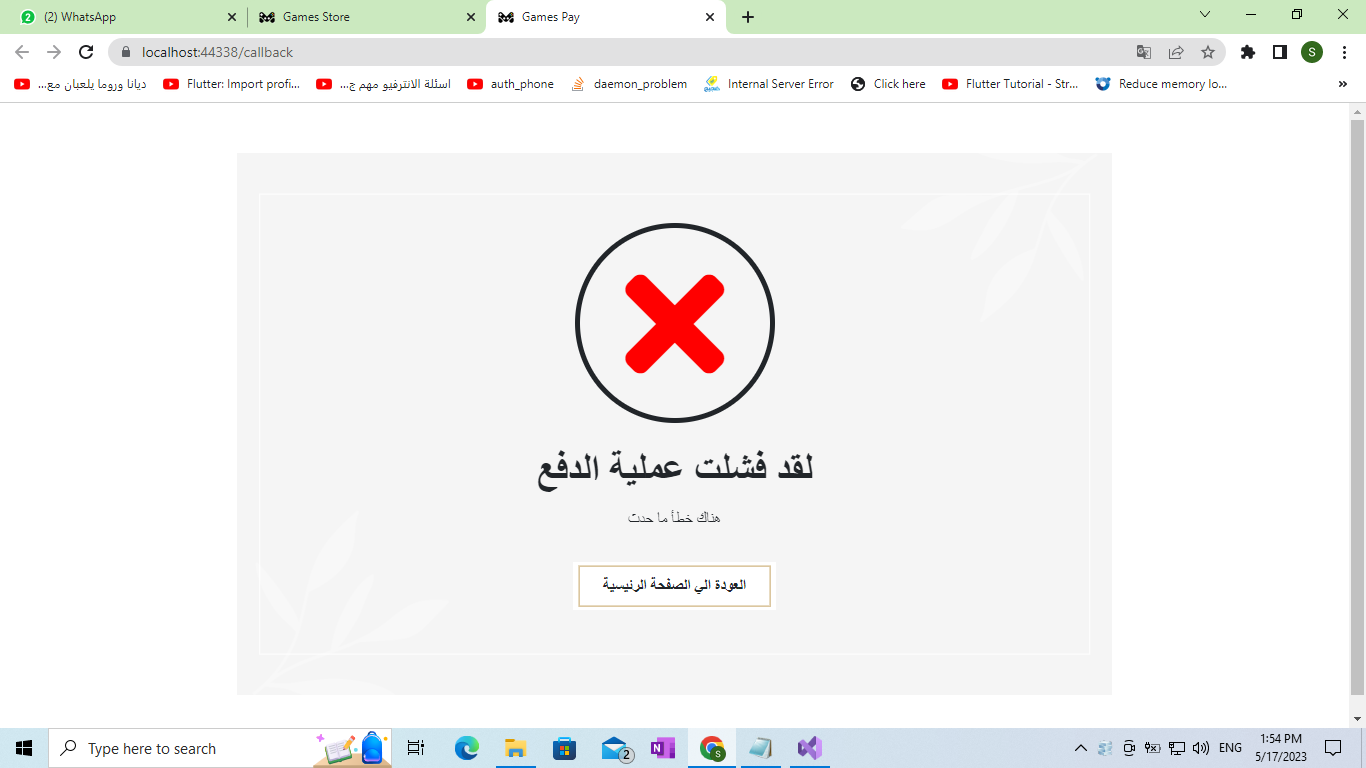 (2) WhatsApp
Games Store
Games Pay
localhost:44338/callback
S
ديانا وروما يلعبان مع...
Flutter: Import profi...
اسئلة الانترفيو مهم ج...
auth_phone
daemon_problem
Internal Server Error
Click here
Flutter Tutorial - Str...
Reduce memory lo...
»
لقد فشلت عملية الدفع
هناك خطأ ما حدث
العودة الي الصفحة الرئيسية
Type here to search
2
N
S
ENG
1:54 PM
5/17/2023